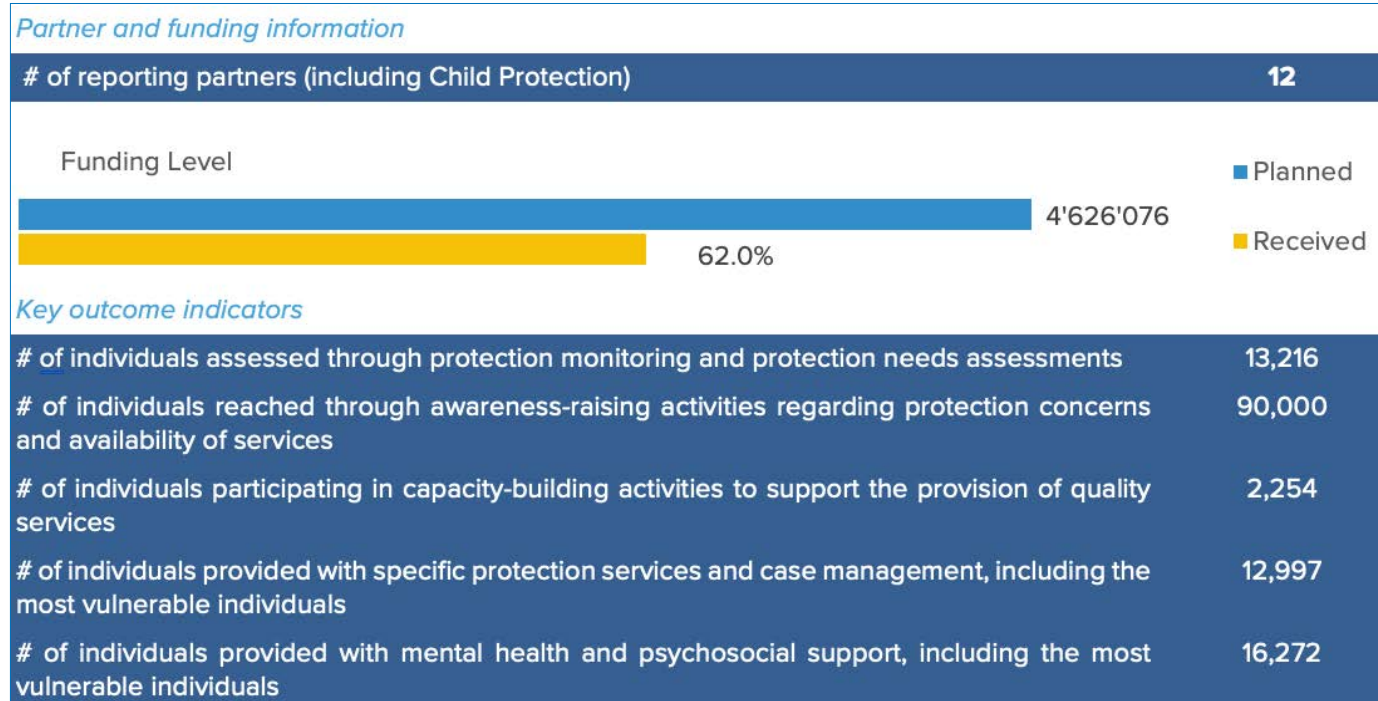 Partner and funding information
# of reporting partners (including Child Protection) 12
Funding Level
Planned
4'626'076
Received
62.0%
Key outcome indicators
# of individuals assessed through protection monitoring and protection needs assessments 13,216
# of individuals reached through awareness-raising activities regarding protection concerns 90,000
and availability of services
# of individuals participating in capacity-building activities to support the provision of quality 2,254
services
# of individuals provided with specific protection services and case management, including the 12,997
most vulnerable individuals
# of individuals provided with mental health and psychosocial support, including the most 16,272
vulnerable individuals